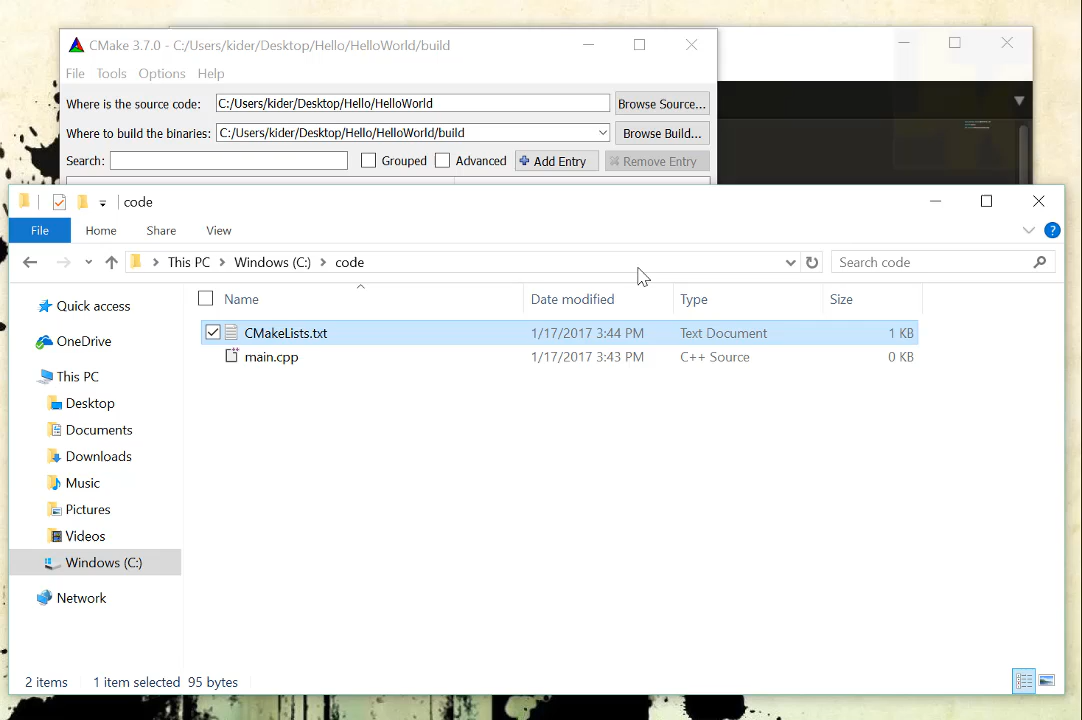 CMake 3.7.0 - C:/Users/kider/Desktop/Hello/HelloWorld/build
File Tools Options Help
Where is the source code: C:/Users/kider/Desktop/Hello/HelloWorld Browse Source...
Where to build the binaries: C:/Users/kider/Desktop/Hello/HelloWorld/build Browse Build...
Search: Grouped Advanced Add Entry Remove Entry
code
File Home Share View
This PC Windows (C:) code Search code
Name Date modified Type Size
CMakeLists.txt 1/17/2017 3:44 PM Text Document 1 KB
main.cpp 1/17/2017 3:43 PM C++ Source 0 KB
Quick access
OneDrive
This PC
Desktop
Documents
Downloads
Music
Pictures
Videos
Windows (C:)
Network
2 items 1 item selected 95 bytes